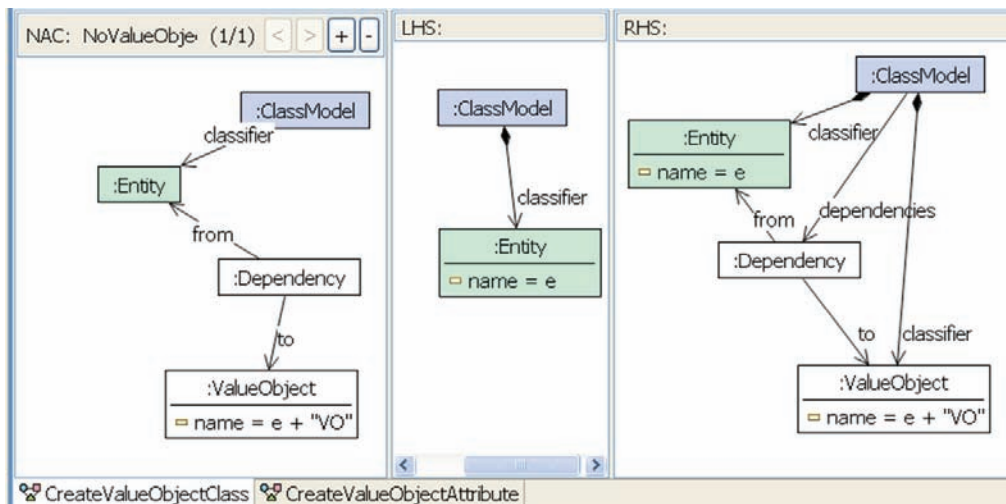 NAC: NoValueObje (1/1) < > + -
:ClassModel
classifier
:Entity
from
:Dependency
to
:ValueObject
name = e + "VO"
LHS:
:ClassModel
classifier
:Entity
name = e
RHS:
:ClassModel
classifier
:Entity
name = e
from
dependencies
:Dependency
to
classifier
:ValueObject
name = e + "VO"
CreateValueObjectClass
CreateValueObjectAttribute